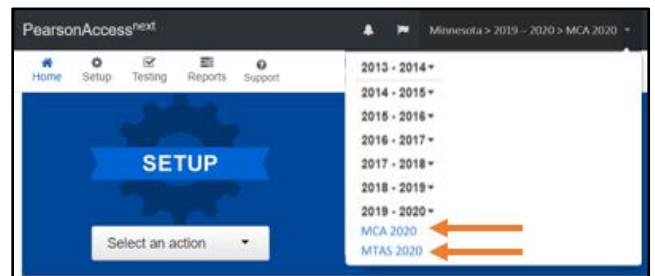 PearsonAccessnext
Minnesota > 2019 - 2020 > MCA 2020
Home Setup Testing Reports Support
SETUP
Select an action
2013 - 2014
2014 - 2015
2015 - 2016
2016 - 2017
2017 - 2018
2018 - 2019
2019 - 2020
MCA 2020
MTAS 2020